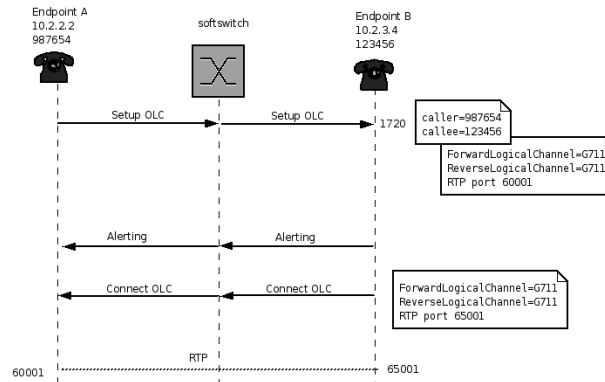 Endpoint A
10.2.2.2
987654
softswitch
Endpoint B
10.2.3.4
123456
Setup OLC
Setup OLC
1720
caller=987654
callee=123456
ForwardLogicalChannel=G711
ReverseLogicalChannel=G711
RTP port 60001
Alerting
Alerting
Connect OLC
Connect OLC
ForwardLogicalChannel=G711
ReverseLogicalChannel=G711
RTP port 65001
RTP
60001
65001